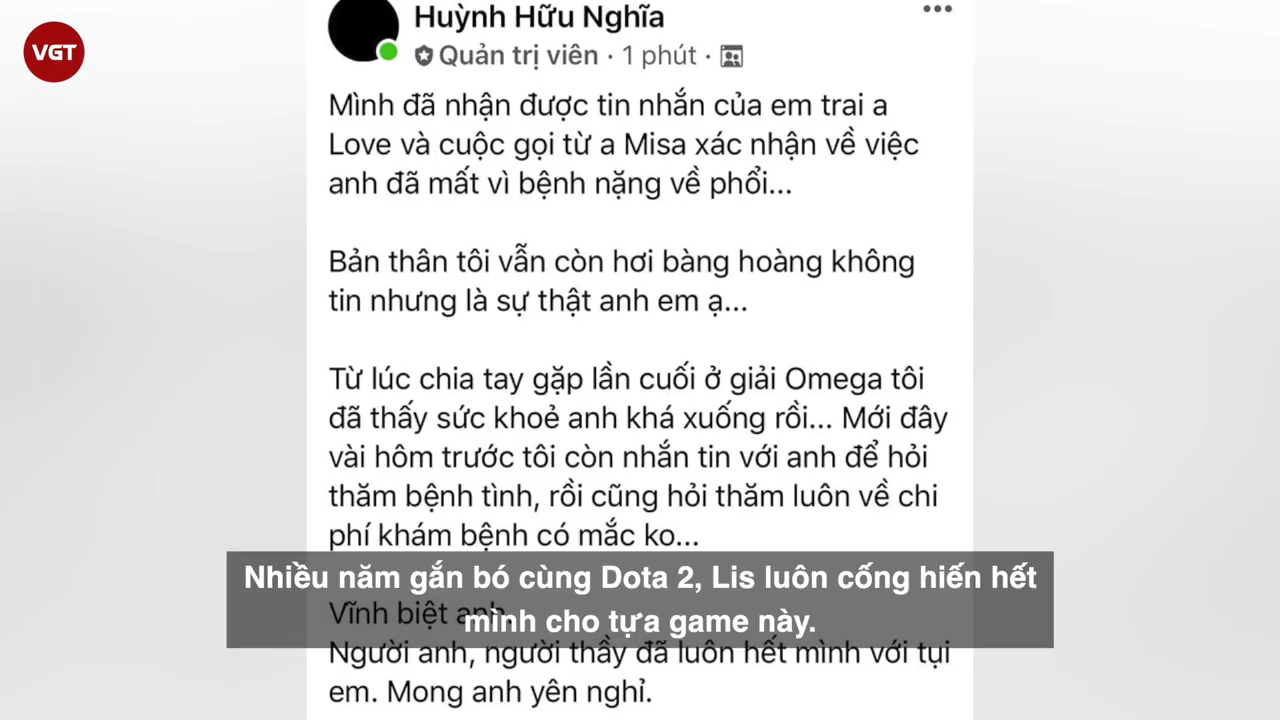 VGT
Huỳnh Hữu Nghĩa
Quản trị viên · 1 phút ·
Mình đã nhận được tin nhắn của em trai a
Love và cuộc gọi từ a Misa xác nhận về việc
anh đã mất vì bệnh nặng về phổi...
Bản thân tôi vẫn còn hơi bàng hoàng không
tin nhưng là sự thật anh em ạ...
Từ lúc chia tay gặp lần cuối ở giải Omega tôi
đã thấy sức khoẻ anh khá xuống rồi... Mới đây
vài hôm trước tôi còn nhắn tin với anh để hỏi
thăm bệnh tình, rồi cũng hỏi thăm luôn về chi
phí khám bệnh có mắc ko...
Nhiều năm gắn bó cùng Dota 2, Lis luôn cống hiến hết
mình cho tựa game này.
Vĩnh biệt anh.
Người anh, người thầy đã luôn hết mình với tụi
em. Mong anh yên nghỉ.